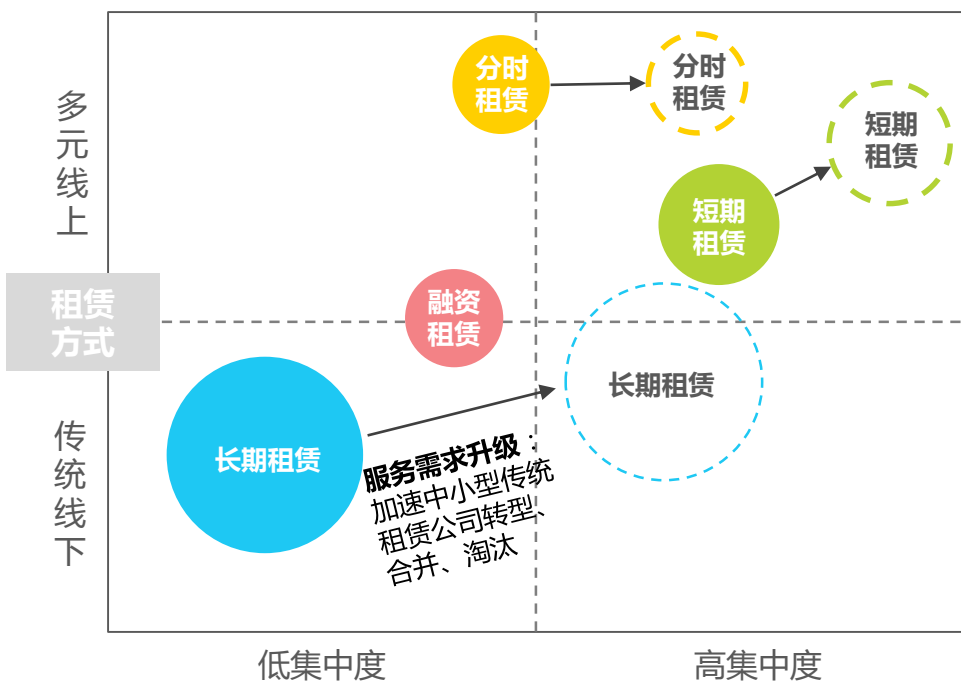 分时
租赁
分时
租赁
短期
租赁
多元线上
短期
租赁
租赁
方式
融资
租赁
长期租赁
长期租赁
传统线下
服务需求升级：
加速中小型传统
租赁公司转型、
合并、淘汰
低集中度
高集中度